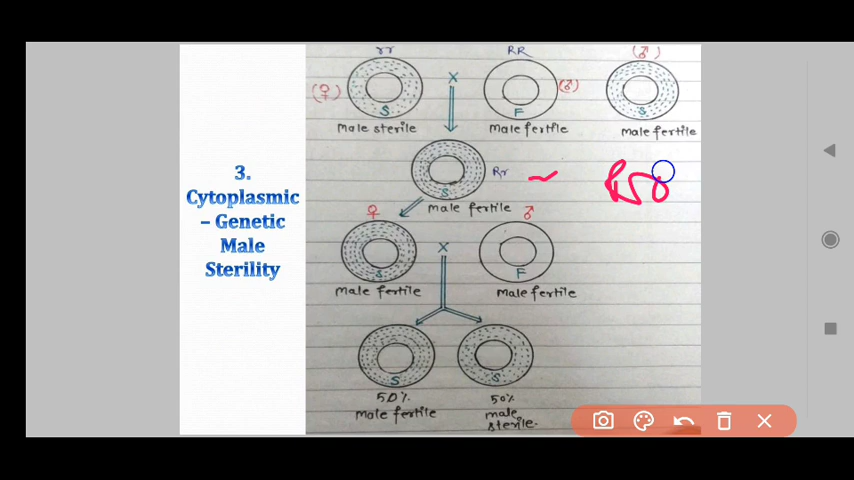 3.
Cytoplasmic
– Genetic
Male
Sterility
rr
RR
(♂)
(♀)
X
(♂)
S
F
S
male sterile
male fertile
male fertile
Rr
S
male fertile
♀
♂
X
S
F
male fertile
male fertile
S
S
50%
male fertile
50%
male
sterile-